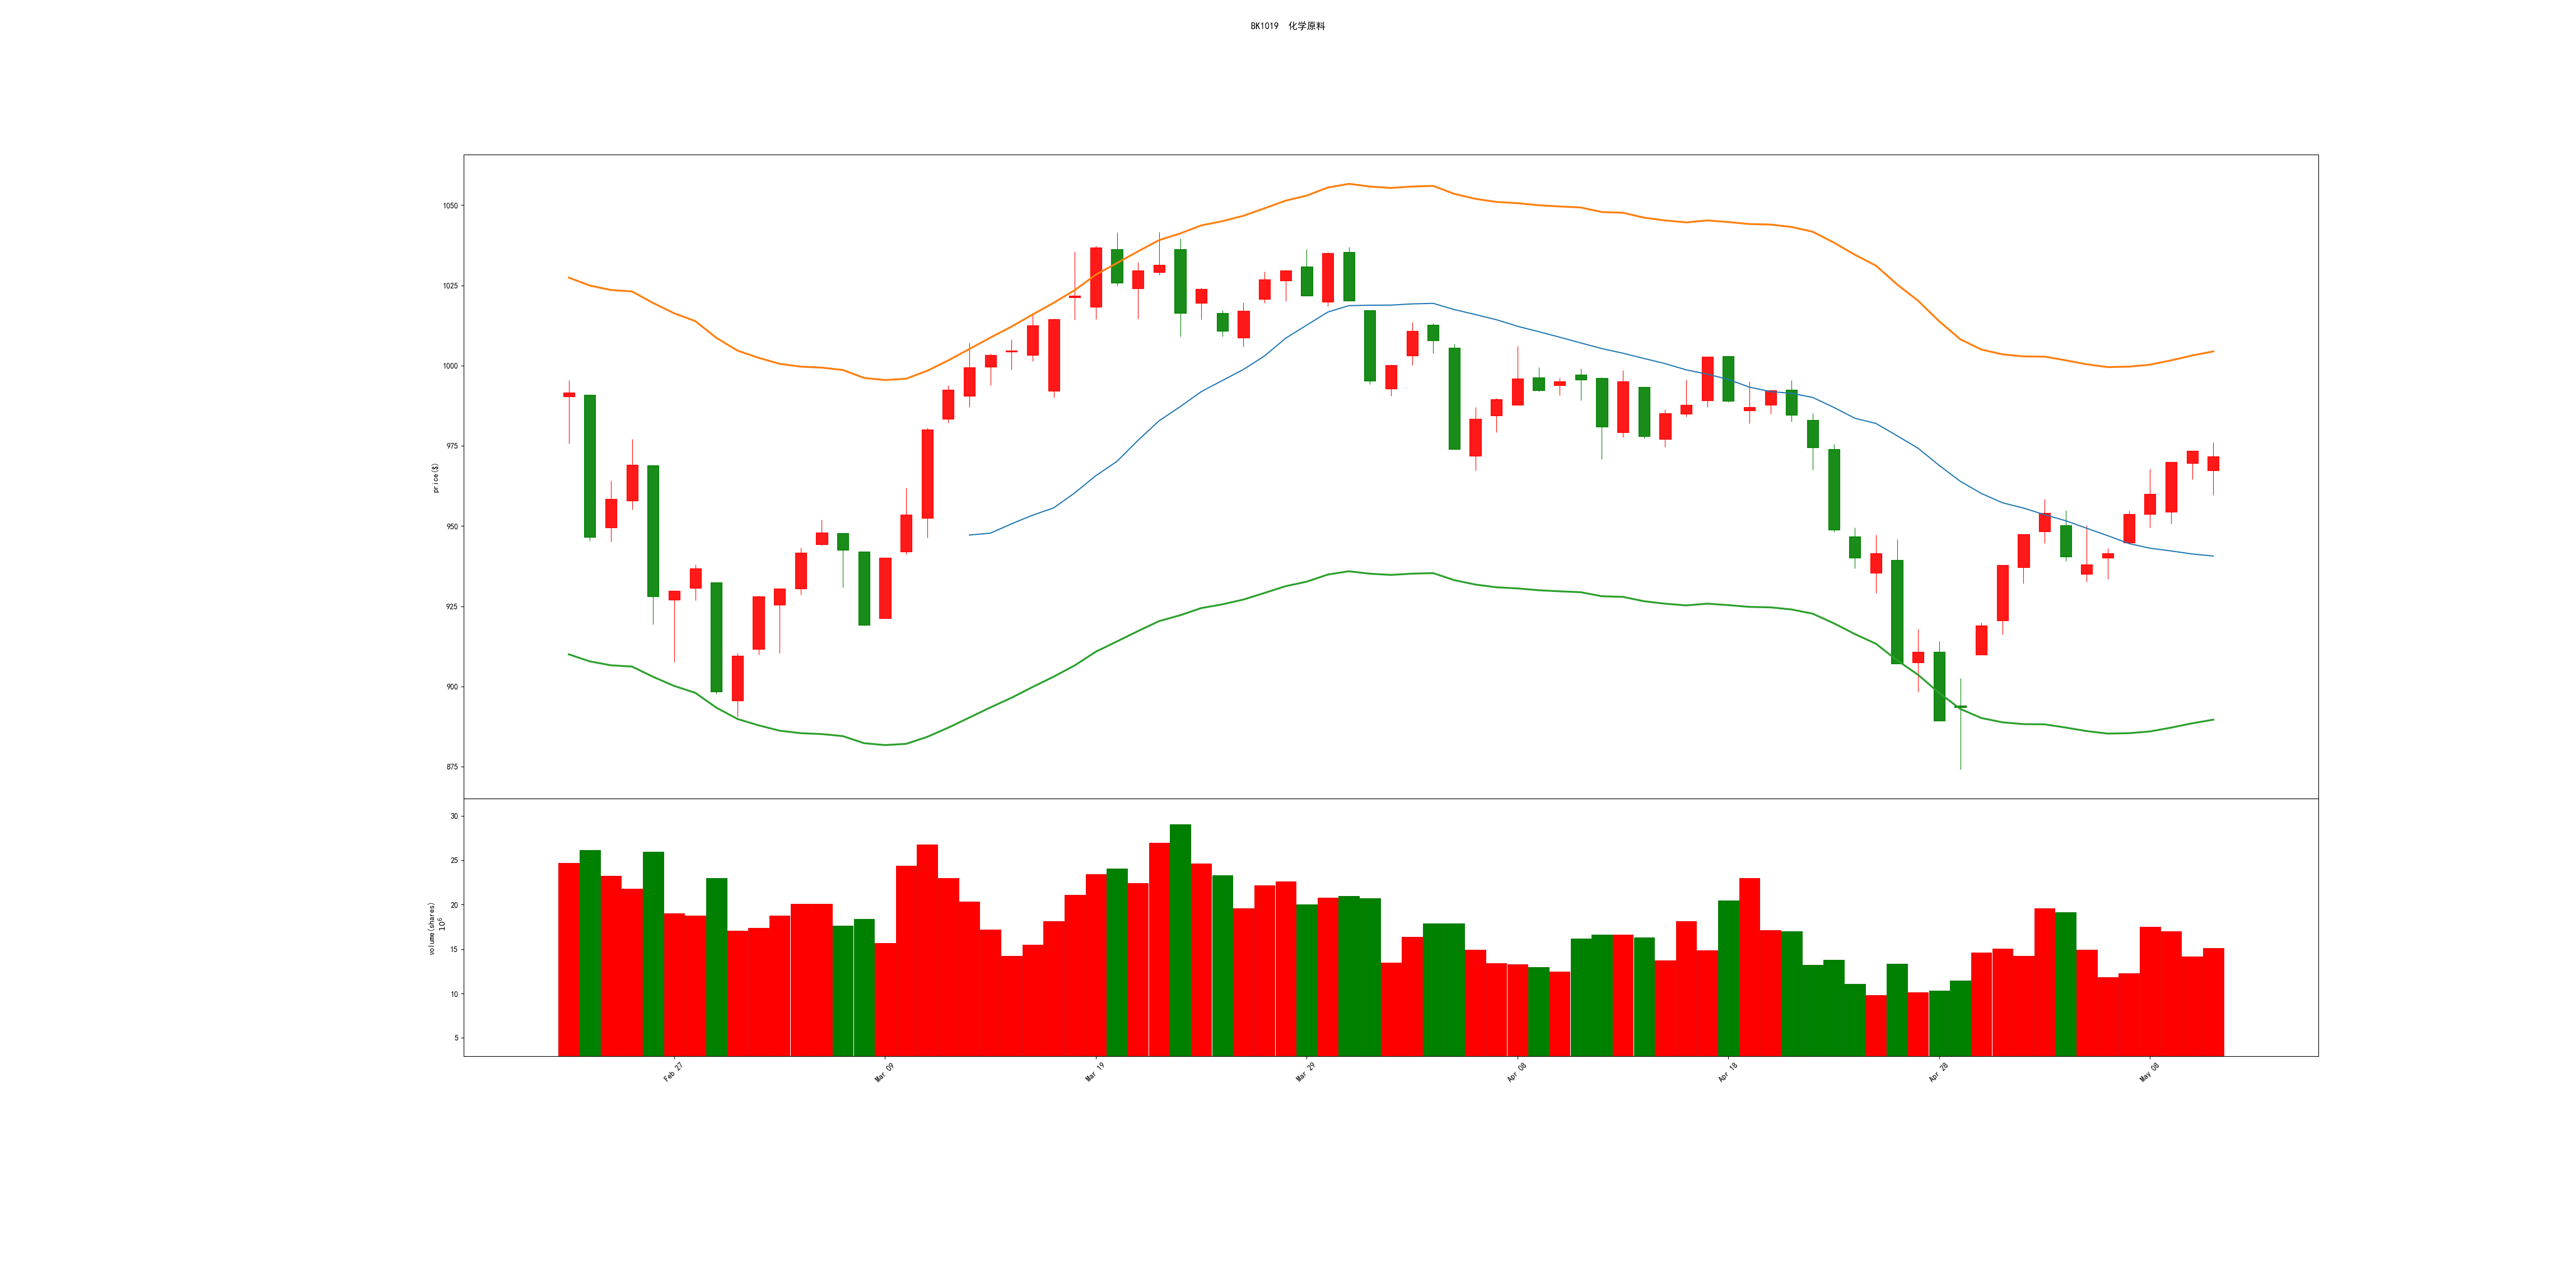 BK1019 化学原料
1050
1025
1000
975
950
925
900
875
price($)
30
25
20
15
10
5
volume(shares)
10^6
Feb 27
Mar 09
Mar 19
Mar 29
Apr 08
Apr 18
Apr 28
May 08